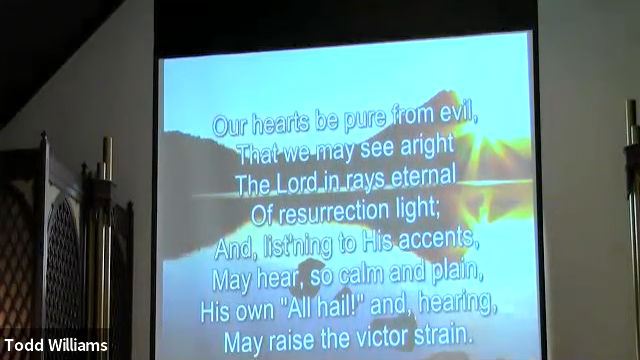 Our hearts be pure from evil,
That we may see aright
The Lord in rays eternal
Of resurrection light;
And, list'ning to His accents,
May hear, so calm and plain,
His own "All hail!" and, hearing,
May raise the victor strain.
Todd Williams